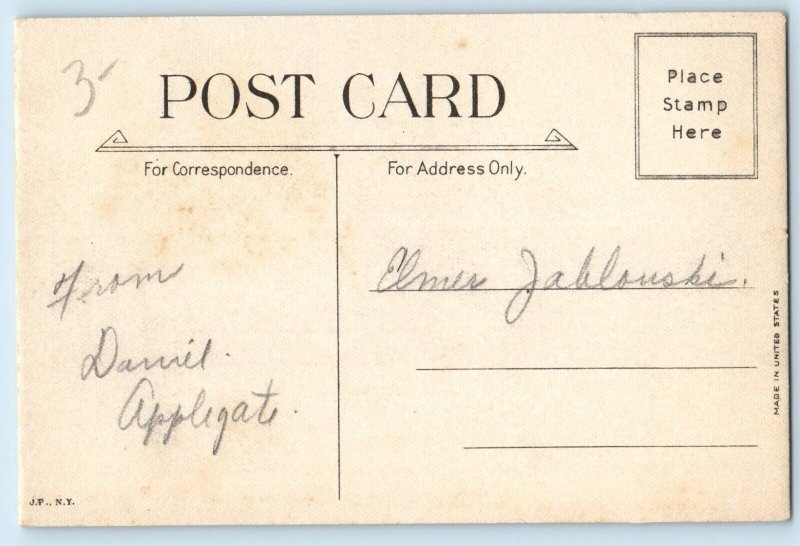 3-
POST CARD
Place
Stamp
Here
For Correspondence.
For Address Only.
From
Daniel.
Applegate.
Elmer Jablouski.
MADE IN UNITED STATES
J.P., N.Y.